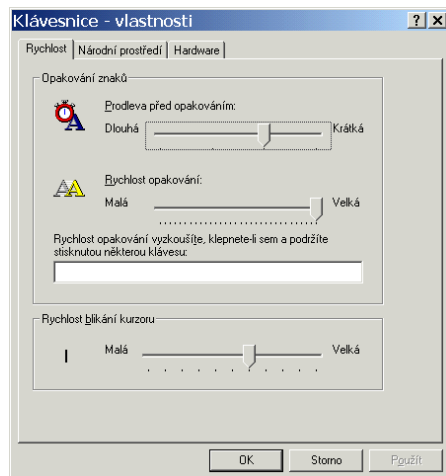 Klávesnice - vlastnosti
Rychlost Národní prostředí Hardware
Opakování znaků
Prodleva před opakováním:
Dlouhá Krátká
Rychlost opakování:
Malá Velká
Rychlost opakování vyzkoušíte, klepnete-li sem a podržíte
stisknutou některou klávesu:
Rychlost blikání kurzoru
Malá Velká
OK Storno Použít